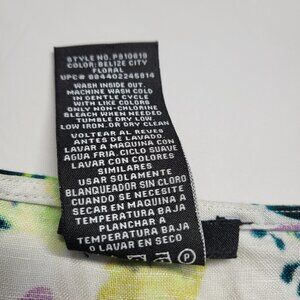 STYLE NO. P810619
COLOR: BELIZE CITY
FLORAL
UPC# 884402245814
WASH INSIDE OUT.
MACHINE WASH COLD
IN GENTLE CYCLE
WITH LIKE COLORS
ONLY NON-CHLORINE
BLEACH WHEN NEEDED
TUMBLE DRY LOW
LOW IRON, OR DRY CLEAN
VOLTEAR AL REVES
ANTES DE LAVAR
LAVAR A MAQUINA CON
AGUA FRIA, CICLO SUAVE
LAVAR CON COLORES
SIMILARES
USAR SOLAMENTE
BLANQUEADOR SIN CLORO
CUANDO SE NECESITE
SECAR EN MAQUINA A
TEMPERATURA BAJA
PLANCHAR A
TEMPERATURA BAJA
O LAVAR EN SECO
P